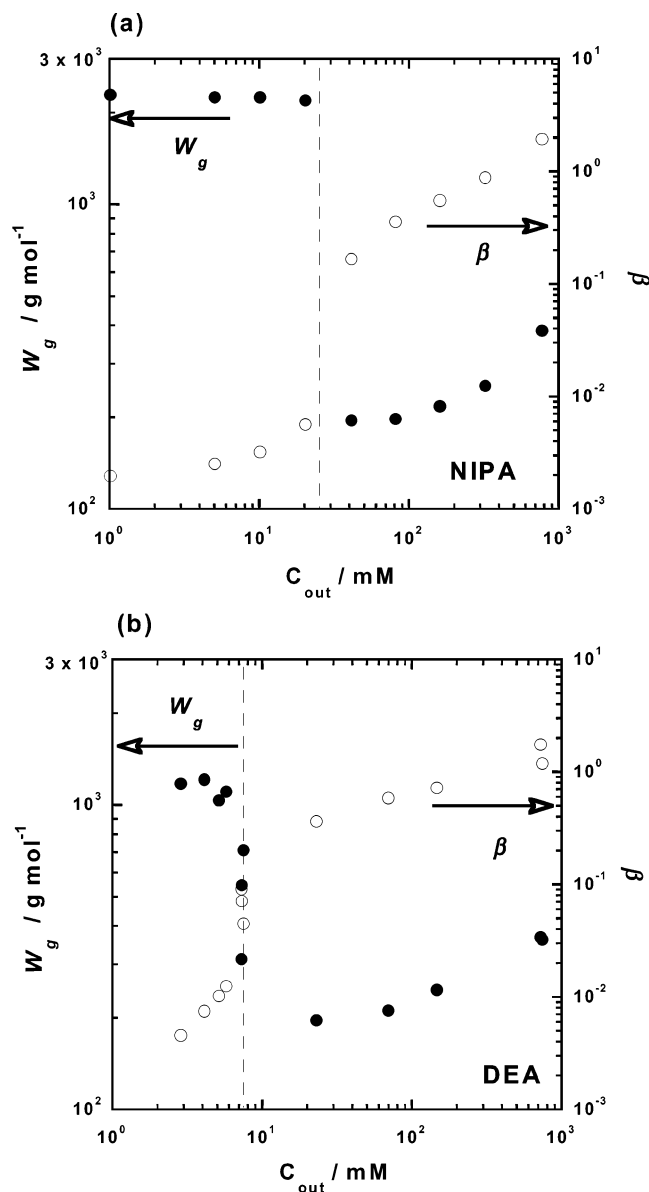 (a)
3 x 10³
10³
10²
W_g / g mol⁻¹
W_g
β
NIPA
10¹
10⁰
10⁻¹
10⁻²
10⁻³
β
10⁰ 10¹ 10² 10³
C_out / mM
(b)
3 x 10³
10³
10²
W_g / g mol⁻¹
W_g
β
DEA
10¹
10⁰
10⁻¹
10⁻²
10⁻³
β
10⁰ 10¹ 10² 10³
C_out / mM